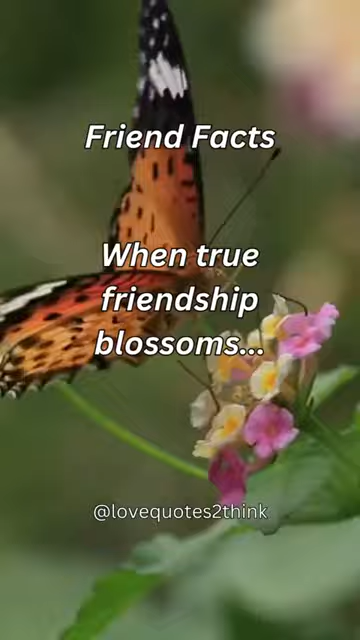 Friend Facts
When true
friendship
blossoms...
@lovequotes2think